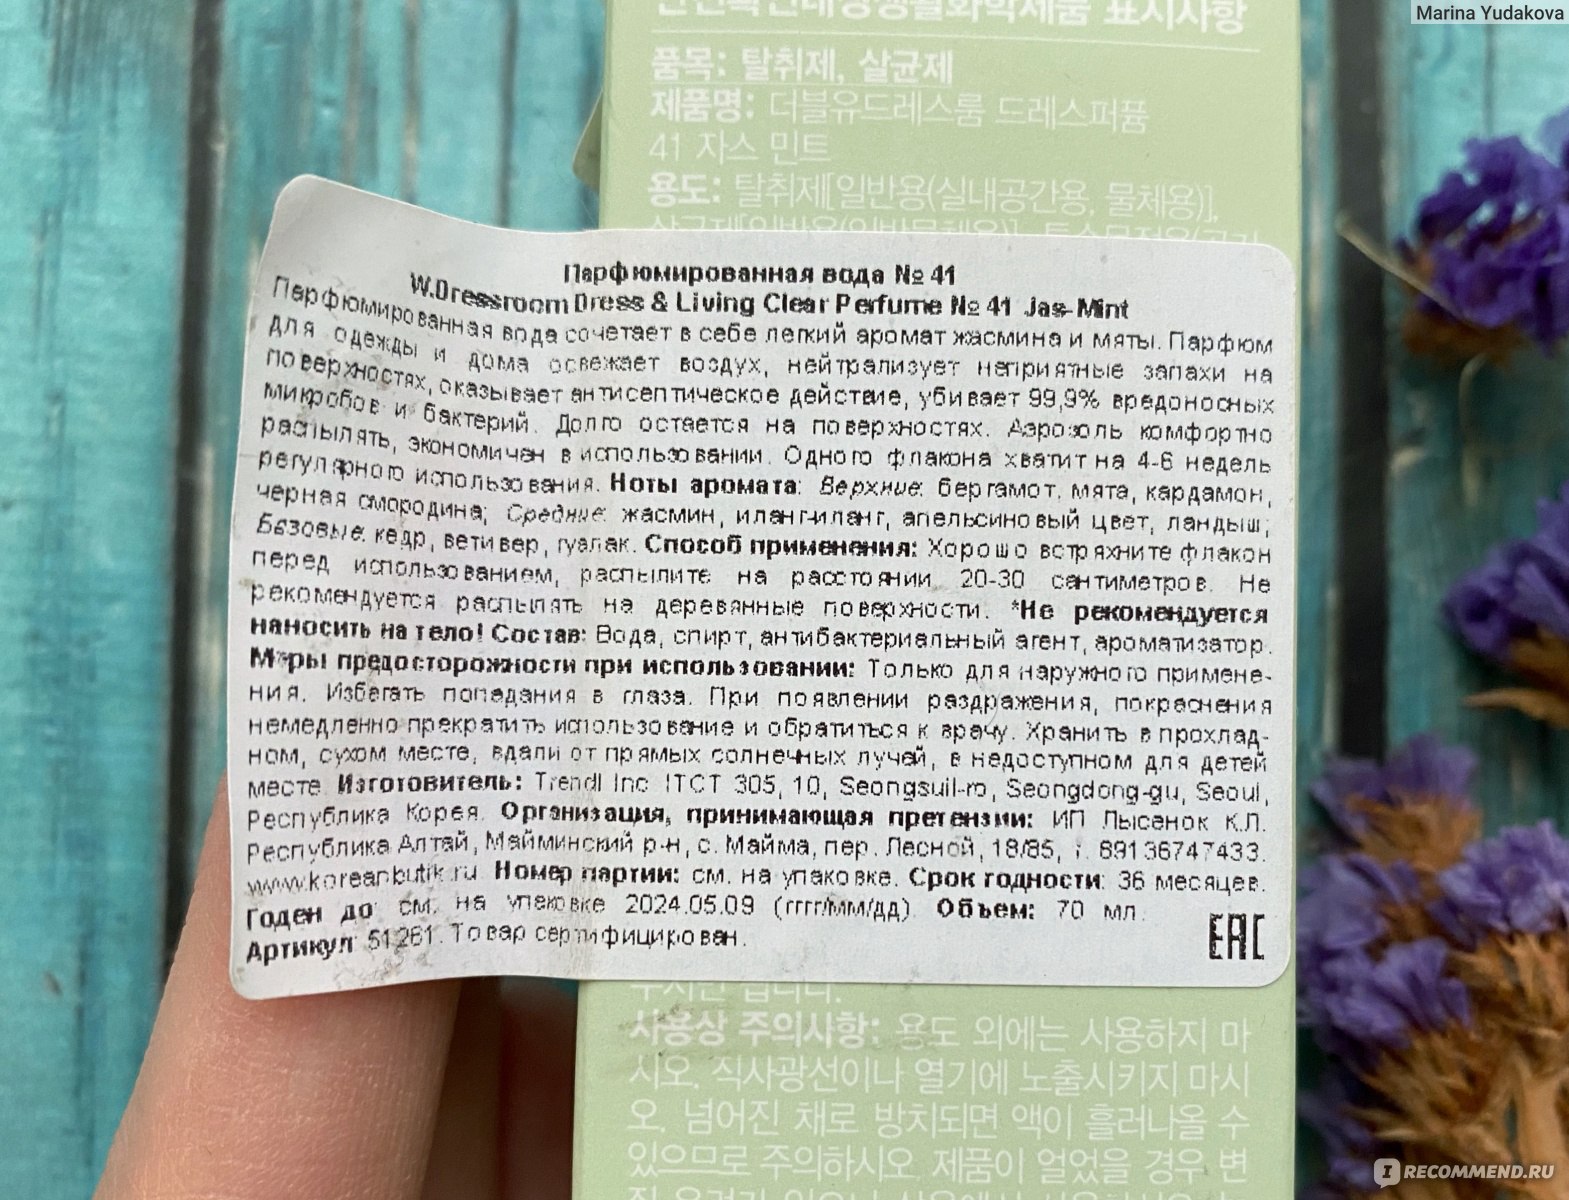 Marina Yudakova
품목: 탈취제, 살균제
제품명: 더블유드레스룸 드레스퍼퓸
41 자스 민트
용도: 탈취제[일반용(실내공간용, 물체용)],
Парфюмированная вода № 41
W.Dressroom Dress & Living Clear Perfume № 41 Jas-Mint
Парфюмированная вода сочетает в себе легкий аромат жасмина и мяты. Парфюм
для одежды и дома освежает воздух, нейтрализует неприятные запахи на
поверхностях, оказывает антисептическое действие, убивает 99,9% вредоносных
микробов и бактерий. Долго остается на поверхностях. Аэрозоль комфортно
распылять, экономичен в использовании. Одного флакона хватит на 4-6 недель
регулярного использования. Ноты аромата: Верхние: бергамот, мята, кардамон,
черная смородина; Средние: жасмин, иланг-иланг, апельсиновый цвет, ландыш;
Базовые: кедр, ветивер, гуаяк. Способ применения: Хорошо встряхните флакон
перед использованием, распылите на расстоянии 20-30 сантиметров. Не
рекомендуется распылять на деревянные поверхности. *Не рекомендуется
наносить на тело! Состав: Вода, спирт, антибактериальный агент, ароматизатор.
Меры предосторожности при использовании: Только для наружного примене-
ния. Избегать попадания в глаза. При появлении раздражения, покраснения
немедленно прекратить использование и обратиться к врачу. Хранить в прохлад-
ном, сухом месте, вдали от прямых солнечных лучей, в недоступном для детей
месте. Изготовитель: TrendI Inc. ITCT 305, 10, Seongsuil-ro, Seongdong-gu, Seoul,
Республика Корея. Организация, принимающая претензии: ИП Лысенок К.Л.
Республика Алтай, Майминский р-н, с. Майма, пер. Лесной, 18/85, т. 89136747433.
www.koreanbutik.ru Номер партии: см. на упаковке. Срок годности: 36 месяцев.
Годен до: см. на упаковке 2024.05.09 (гггг/мм/дд). Объем: 70 мл.
Артикул: 51261. Товар сертифицирован.
EAC
사용상 주의사항: 용도 외에는 사용하지 마
시오. 직사광선이나 열기에 노출시키지 마시
오. 넘어진 채로 방치되면 액이 흘러나올 수
있으므로 주의하시오. 제품이 얼었을 경우 변
IRECOMMEND.RU